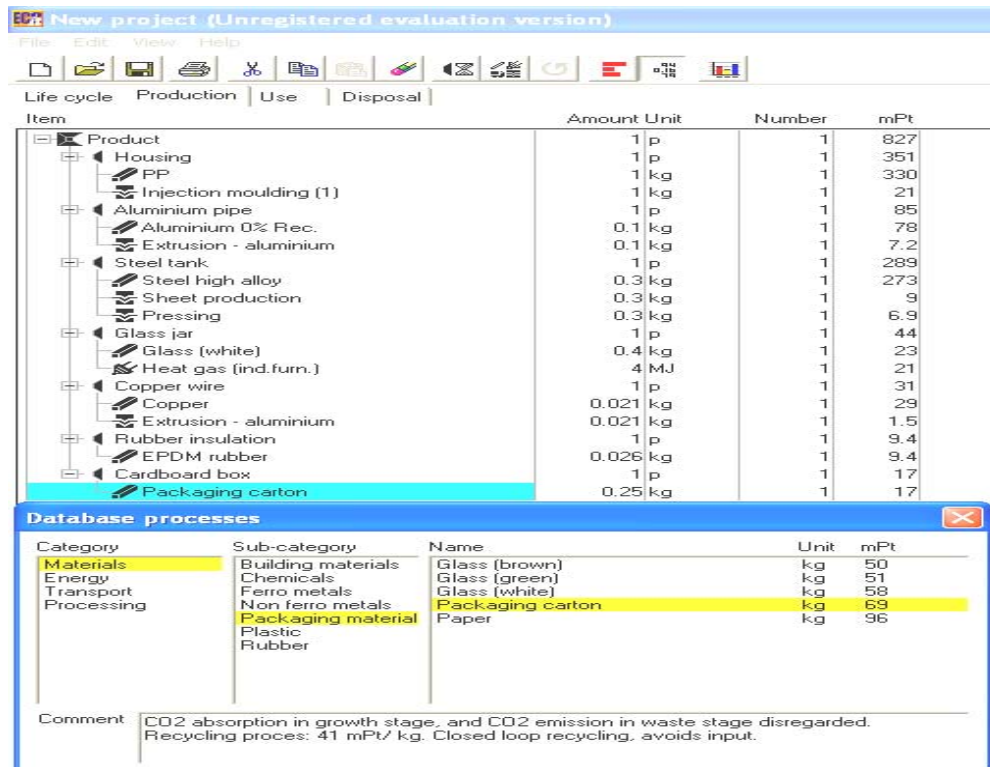 New project (Unregistered evaluation version)
File Edit View Help
Life cycle Production Use Disposal
Item Amount Unit Number mPt
Product 1 p 1 827
Housing 1 p 1 351
PP 1 kg 1 330
Injection moulding (1) 1 kg 1 21
Aluminium pipe 1 p 1 85
Aluminium 0% Rec. 0.1 kg 1 78
Extrusion - aluminium 0.1 kg 1 7.2
Steel tank 1 p 1 289
Steel high alloy 0.3 kg 1 273
Sheet production 0.3 kg 1 9
Pressing 0.3 kg 1 6.9
Glass jar 1 p 1 44
Glass (white) 0.4 kg 1 23
Heat gas (ind.furn.) 4 MJ 1 21
Copper wire 1 p 1 31
Copper 0.021 kg 1 29
Extrusion - aluminium 0.021 kg 1 1.5
Rubber insulation 1 p 1 9.4
EPDM rubber 0.026 kg 1 9.4
Cardboard box 1 p 1 17
Packaging carton 0.25 kg 1 17
Database processes
Category Sub-category Name Unit mPt
Materials Building materials Glass (brown) kg 50
Energy Chemicals Glass (green) kg 51
Transport Ferro metals Glass (white) kg 58
Processing Non ferro metals Packaging carton kg 69
Packaging material Paper kg 96
Plastic
Rubber
Comment CO2 absorption in growth stage, and CO2 emission in waste stage disregarded.
Recycling proces: 41 mPt/ kg. Closed loop recycling, avoids input.